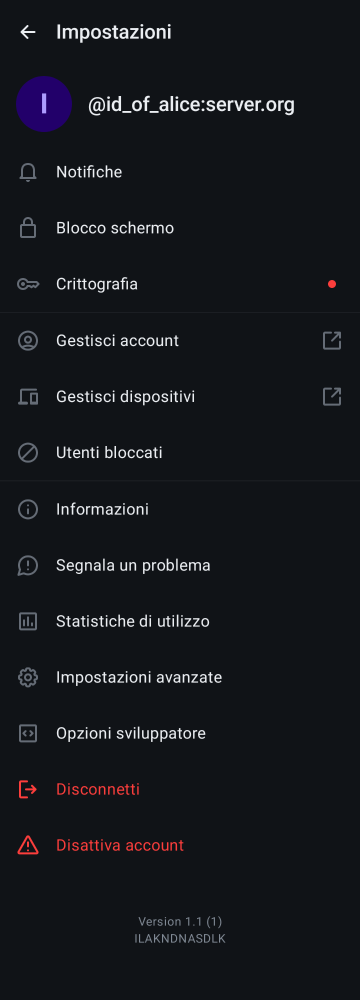 Impostazioni
I
@id_of_alice:server.org
Notifiche
Blocco schermo
Crittografia
Gestisci account
Gestisci dispositivi
Utenti bloccati
Informazioni
Segnala un problema
Statistiche di utilizzo
Impostazioni avanzate
Opzioni sviluppatore
Disconnetti
Disattiva account
Version 1.1 (1)
ILAKNDNASDLK